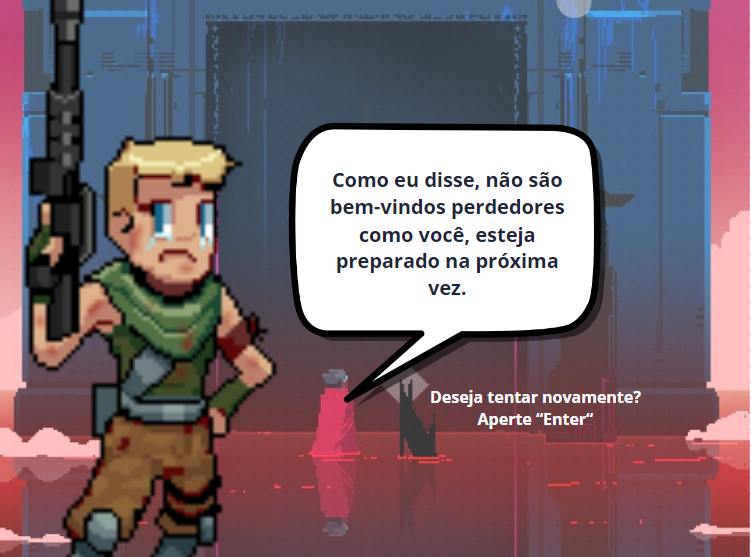 Como eu disse, não são
bem-vindos perdedores
como você, esteja
preparado na próxima
vez.
Deseja tentar novamente?
Aperte “Enter“